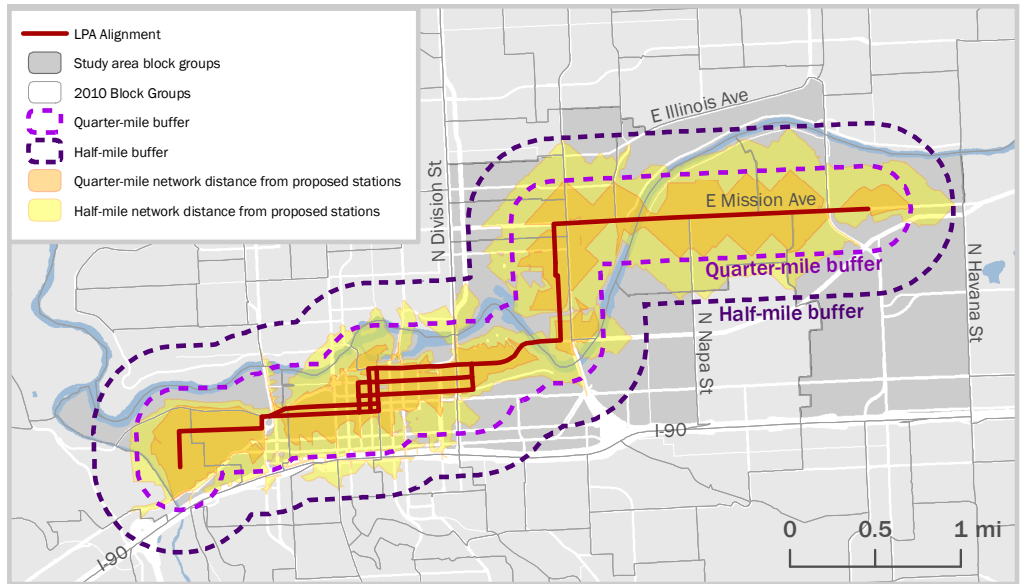 LPA Alignment
Study area block groups
2010 Block Groups
Quarter-mile buffer
Half-mile buffer
Quarter-mile network distance from proposed stations
Half-mile network distance from proposed stations
E Illinois Ave
N Division St
E Mission Ave
Quarter-mile buffer
Half-mile buffer
N Napa St
N Havana St
I-90
I-90
0 0.5 1 mi